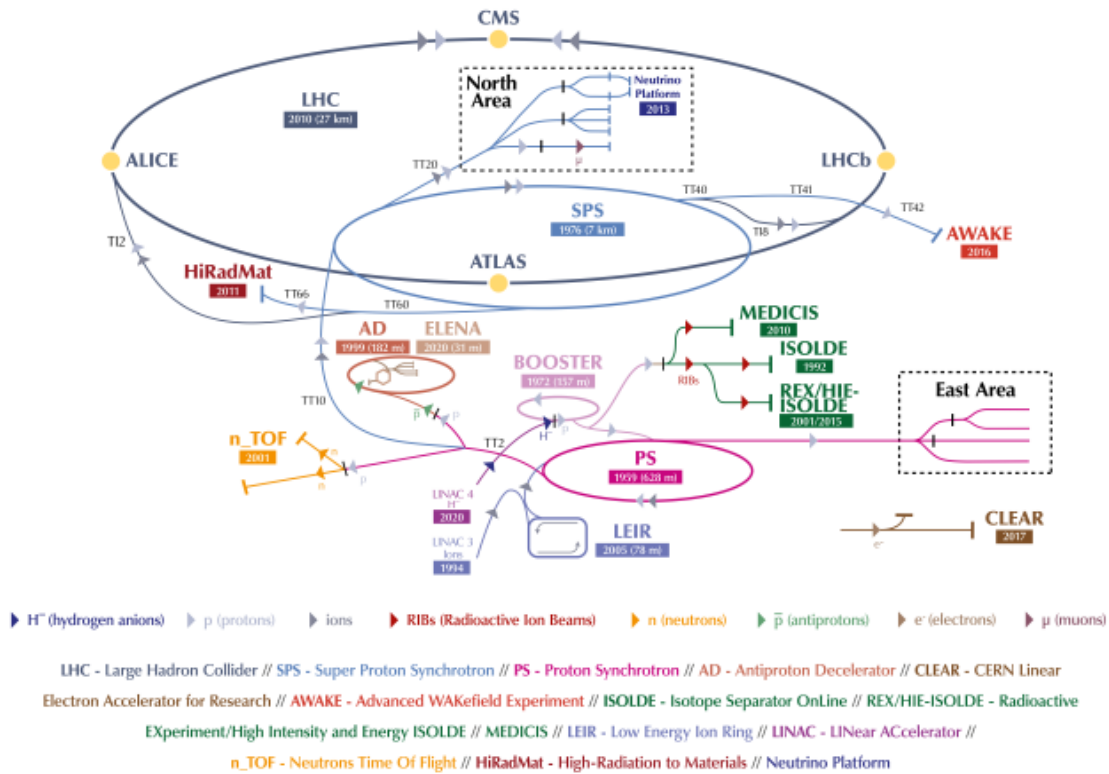 CMS
North
Area
Neutrino
Platform
2013
LHC
2010 (27 km)
μ
ALICE
LHCb
TT20
TT40
TT41
TT42
SPS
1976 (7 km)
TI8
AWAKE
2016
TI2
ATLAS
HiRadMat
2011
TT66
TT60
MEDICIS
2010
AD
1999 (182 m)
ELENA
2020 (31 m)
BOOSTER
1972 (157 m)
ISOLDE
1992
RIBs
REX/HIE-
ISOLDE
2001/2015
East Area
TT10
p̅
p
H⁻
p
TT2
n_TOF
2001
n
n
p
PS
1959 (628 m)
LINAC 4
H⁻
2020
LINAC 3
Ions
1994
LEIR
2005 (78 m)
CLEAR
2017
e⁻
H⁻ (hydrogen anions) p (protons) ions RIBs (Radioactive Ion Beams) n (neutrons) p̅ (antiprotons) e⁻ (electrons) μ (muons)
LHC - Large Hadron Collider // SPS - Super Proton Synchrotron // PS - Proton Synchrotron // AD - Antiproton Decelerator // CLEAR - CERN Linear
Electron Accelerator for Research // AWAKE - Advanced WAKefield Experiment // ISOLDE - Isotope Separator OnLine // REX/HIE-ISOLDE - Radioactive
EXperiment/High Intensity and Energy ISOLDE // MEDICIS // LEIR - Low Energy Ion Ring // LINAC - LINear ACcelerator //
n_TOF - Neutrons Time Of Flight // HiRadMat - High-Radiation to Materials // Neutrino Platform